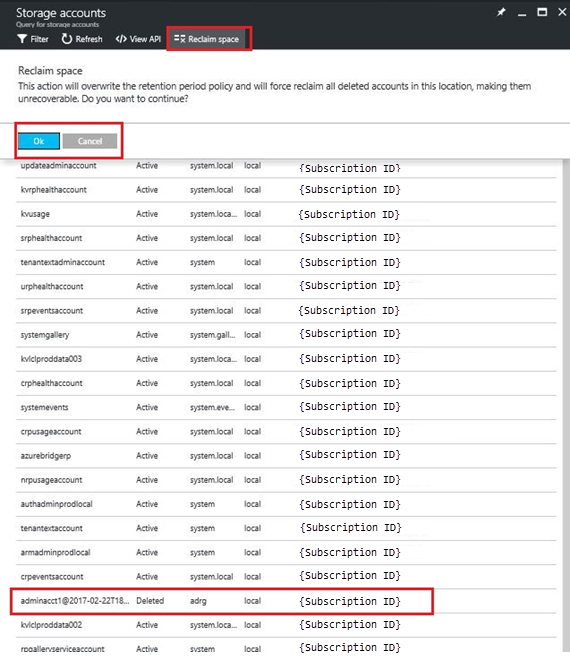 Storage accounts
Query for storage accounts
Filter Refresh </> View API Reclaim space
Reclaim space
This action will overwrite the retention period policy and will force reclaim all deleted accounts in this location, making them
unrecoverable. Do you want to continue?
Ok Cancel
updateadminaccount Active system.local local {Subscription ID}
kvrphealthaccount Active system.local local {Subscription ID}
kvusage Active system.loca... local {Subscription ID}
srphealthaccount Active system.local local {Subscription ID}
tenantextadminaccount Active system local {Subscription ID}
urphealthaccount Active system.local local {Subscription ID}
srpeventsaccount Active system.loca... local {Subscription ID}
systemgallery Active system.gall... local {Subscription ID}
kvlclproddata003 Active system.loca... local {Subscription ID}
crphealthaccount Active system.local local {Subscription ID}
systemevents Active system.eve... local {Subscription ID}
crpusageaccount Active system.local local {Subscription ID}
azurebridgerp Active system.local local {Subscription ID}
nrpusageaccount Active system.local local {Subscription ID}
authadminprodlocal Active system local {Subscription ID}
tenantextaccount Active system local {Subscription ID}
armadminprodlocal Active system local {Subscription ID}
crpeventsaccount Active system.local local {Subscription ID}
adminacct1@2017-02-22T18... Deleted adrg local {Subscription ID}
kvlclproddata002 Active system.loca... local {Subscription ID}
rpgalleryserviceaccount Active system local {Subscription ID}